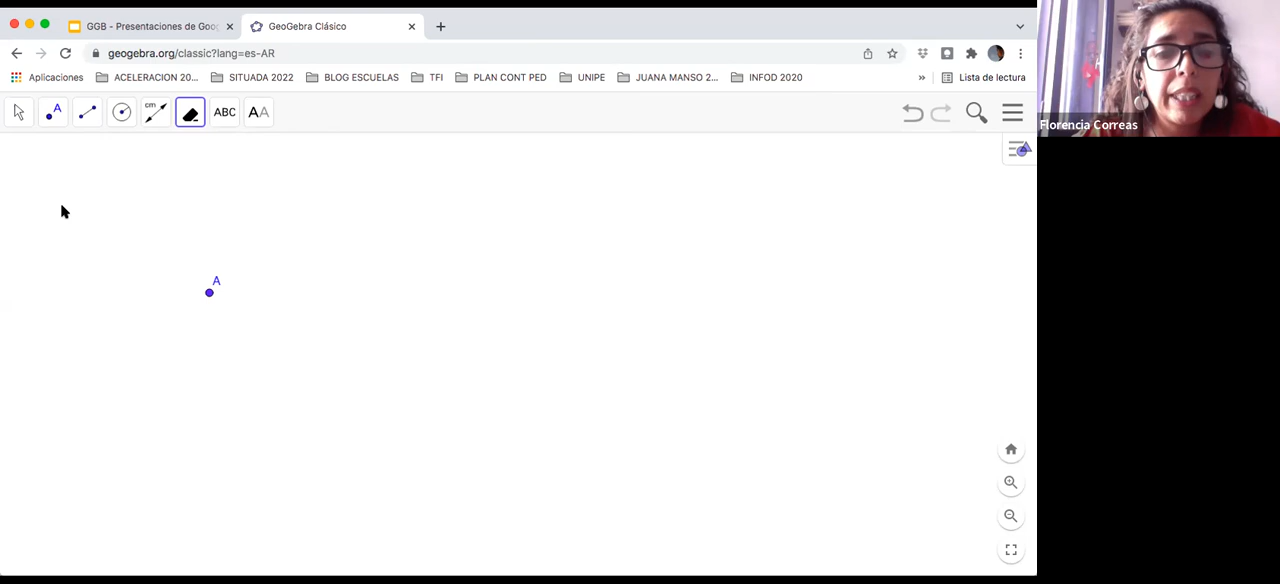 GGB - Presentaciones de Goo
GeoGebra Clásico
geogebra.org/classic?lang=es-AR
Aplicaciones
ACELERACION 20...
SITUADA 2022
BLOG ESCUELAS
TFI
PLAN CONT PED
UNIPE
JUANA MANSO 2...
INFOD 2020
»
Lista de lectura
A
cm
ABC
AA
A
Florencia Correas